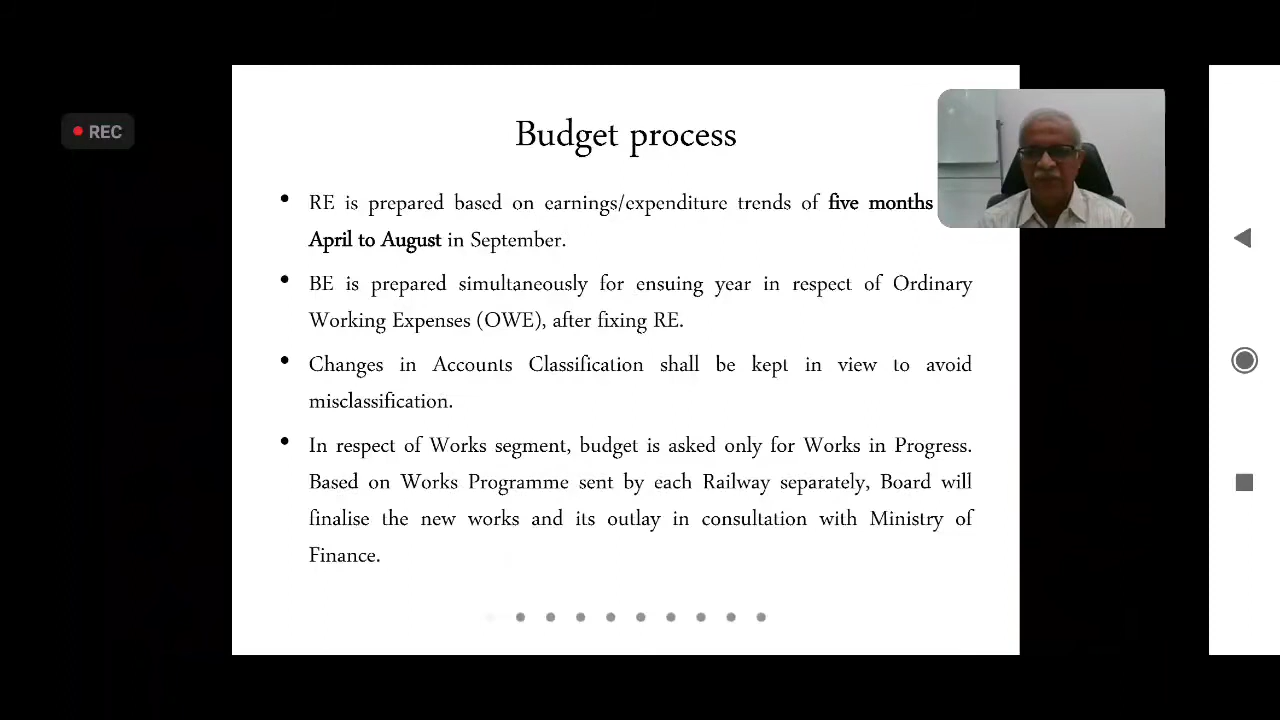 REC
Budget process
• RE is prepared based on earnings/expenditure trends of five months
April to August in September.
• BE is prepared simultaneously for ensuing year in respect of Ordinary
Working Expenses (OWE), after fixing RE.
• Changes in Accounts Classification shall be kept in view to avoid
misclassification.
• In respect of Works segment, budget is asked only for Works in Progress.
Based on Works Programme sent by each Railway separately, Board will
finalise the new works and its outlay in consultation with Ministry of
Finance.